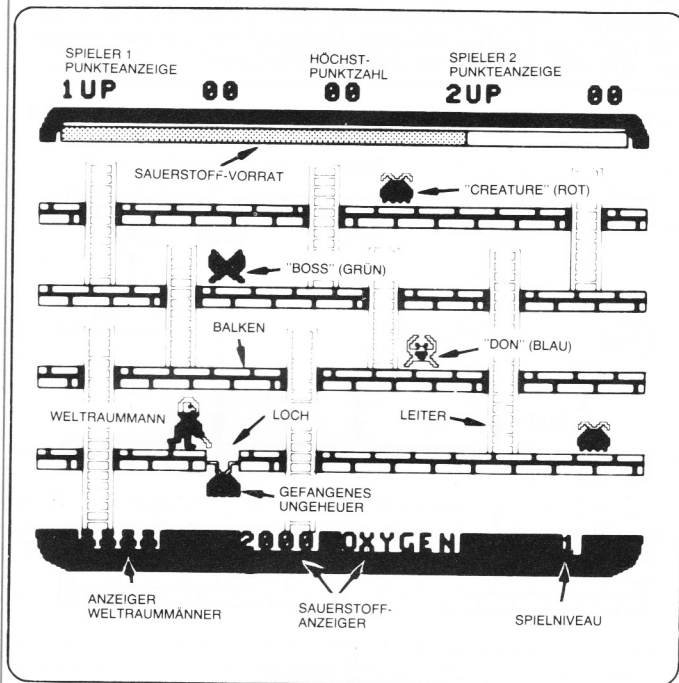 SPIELER 1
PUNKTEANZEIGE
HÖCHST-
PUNKTZAHL
SPIELER 2
PUNKTEANZEIGE
1UP 00 00 2UP 00
SAUERSTOFF-VORRAT
"CREATURE" (ROT)
"BOSS" (GRÜN)
BALKEN
"DON" (BLAU)
WELTRAUMMANN
LOCH
LEITER
GEFANGENES
UNGEHEUER
2000 OXYGEN 1
ANZEIGER
WELTRAUMMÄNNER
SAUERSTOFF-
ANZEIGER
SPIELNIVEAU